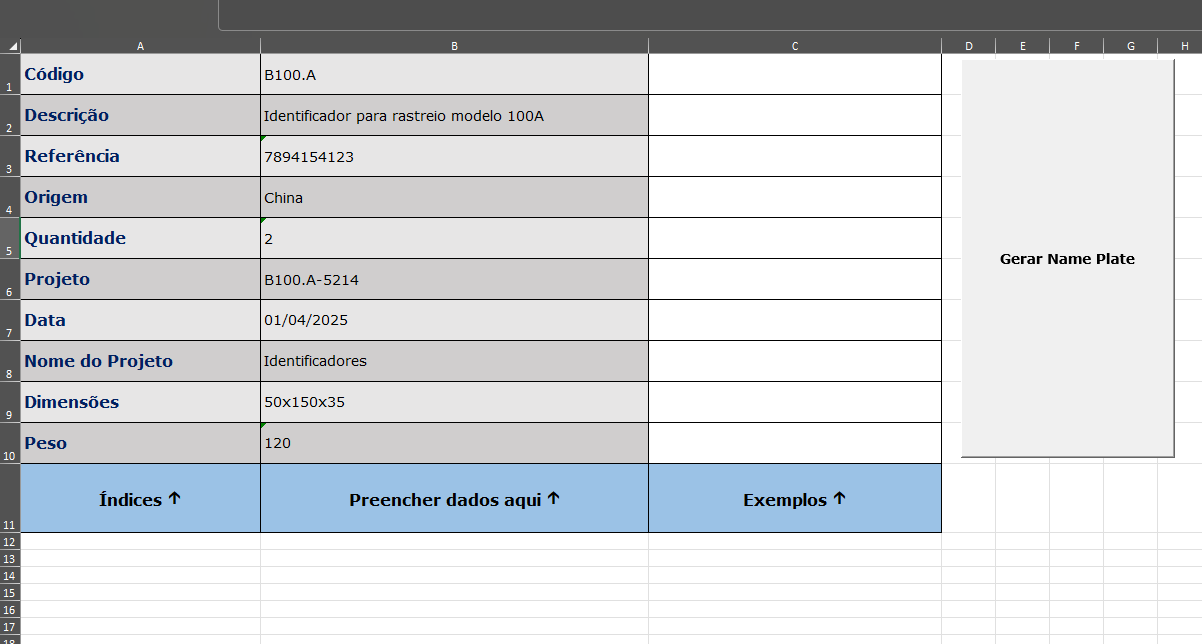 A B C D E F G H
1 Código B100.A
2 Descrição Identificador para rastreio modelo 100A
3 Referência 7894154123
4 Origem China
5 Quantidade 2
6 Projeto B100.A-5214
7 Data 01/04/2025
8 Nome do Projeto Identificadores
9 Dimensões 50x150x35
10 Peso 120
Gerar Name Plate
11 Índices ↑ Preencher dados aqui ↑ Exemplos ↑
12
13
14
15
16
17
18